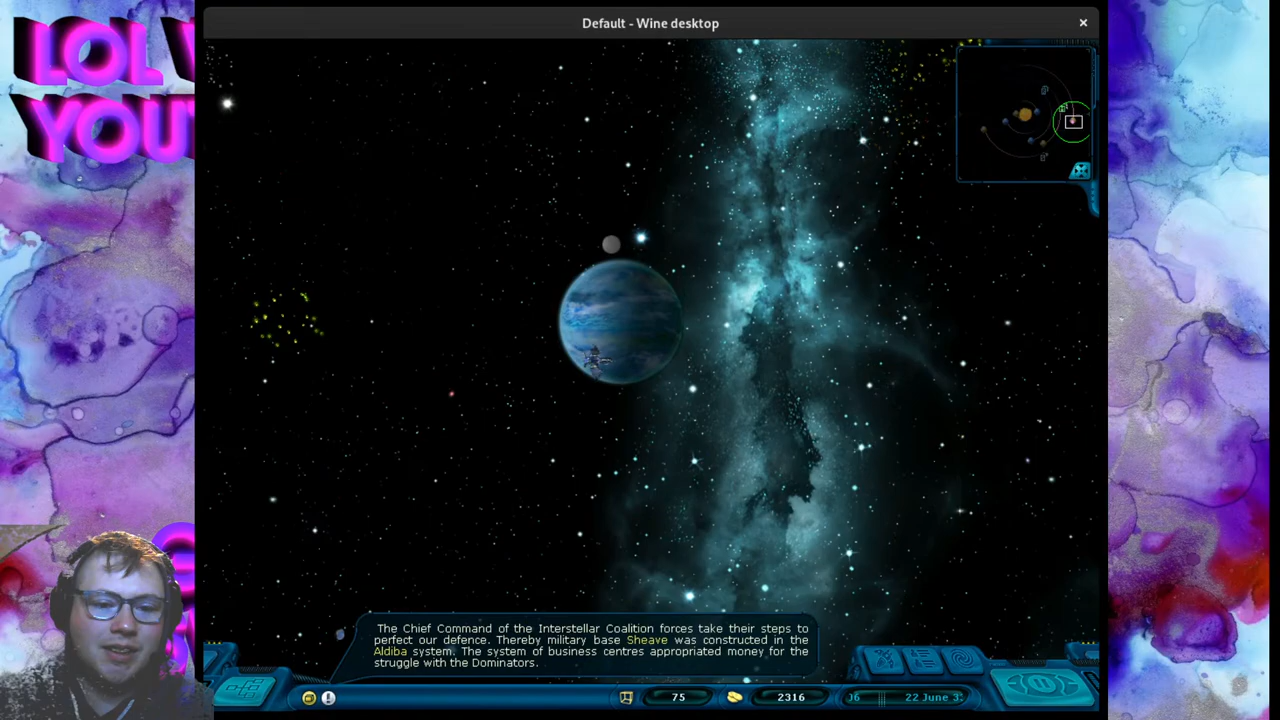 LOL
YOU
Default - Wine desktop
×
The Chief Command of the Interstellar Coalition forces take their steps to
perfect our defence. Thereby military base Sheave was constructed in the
Aldiba system. The system of business centres appropriated money for the
struggle with the Dominators.
75
2316
22 June 3